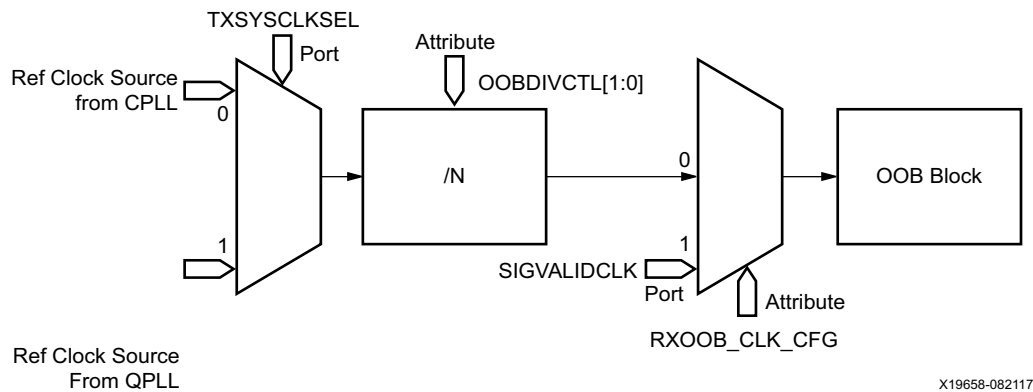 TXSYSCLKSEL
Port
Attribute
OOBDIVCTL[1:0]
Ref Clock Source
from CPLL
0
/N
0
OOB Block
1
1
SIGVALIDCLK
Port
Attribute
RXOOB_CLK_CFG
Ref Clock Source
From QPLL
X19658-082117